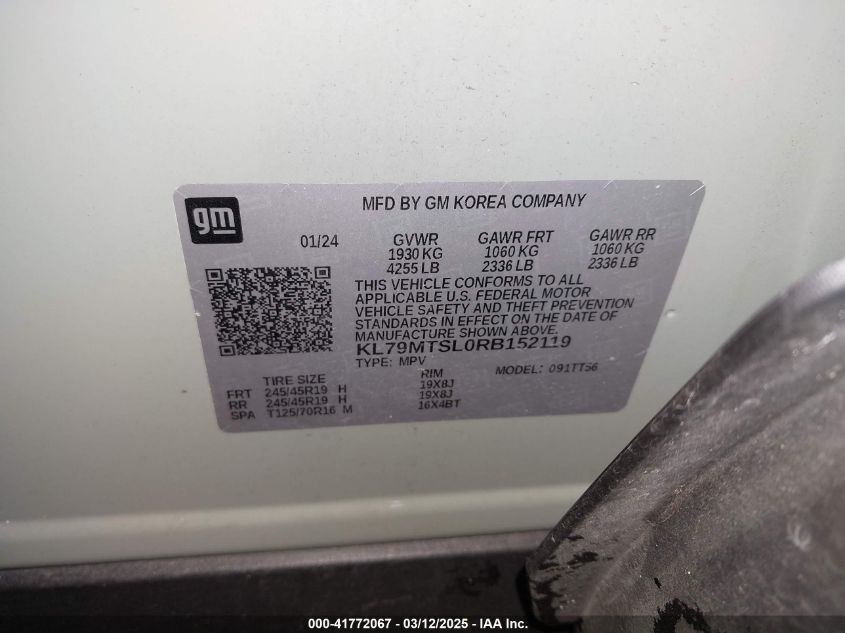 gm
MFD BY GM KOREA COMPANY
01/24 GVWR GAWR FRT GAWR RR
1930 KG 1060 KG 1060 KG
4255 LB 2336 LB 2336 LB
THIS VEHICLE CONFORMS TO ALL
APPLICABLE U.S. FEDERAL MOTOR
VEHICLE SAFETY AND THEFT PREVENTION
STANDARDS IN EFFECT ON THE DATE OF
MANUFACTURE SHOWN ABOVE.
KL79MTSL0RB152119
TYPE: MPV MODEL: 091TT56
TIRE SIZE RIM
FRT 245/45R19 H 19X8J
RR 245/45R19 H 19X8J
SPA T125/70R16 M 16X4BT
000-41772067 - 03/12/2025 - IAA Inc.